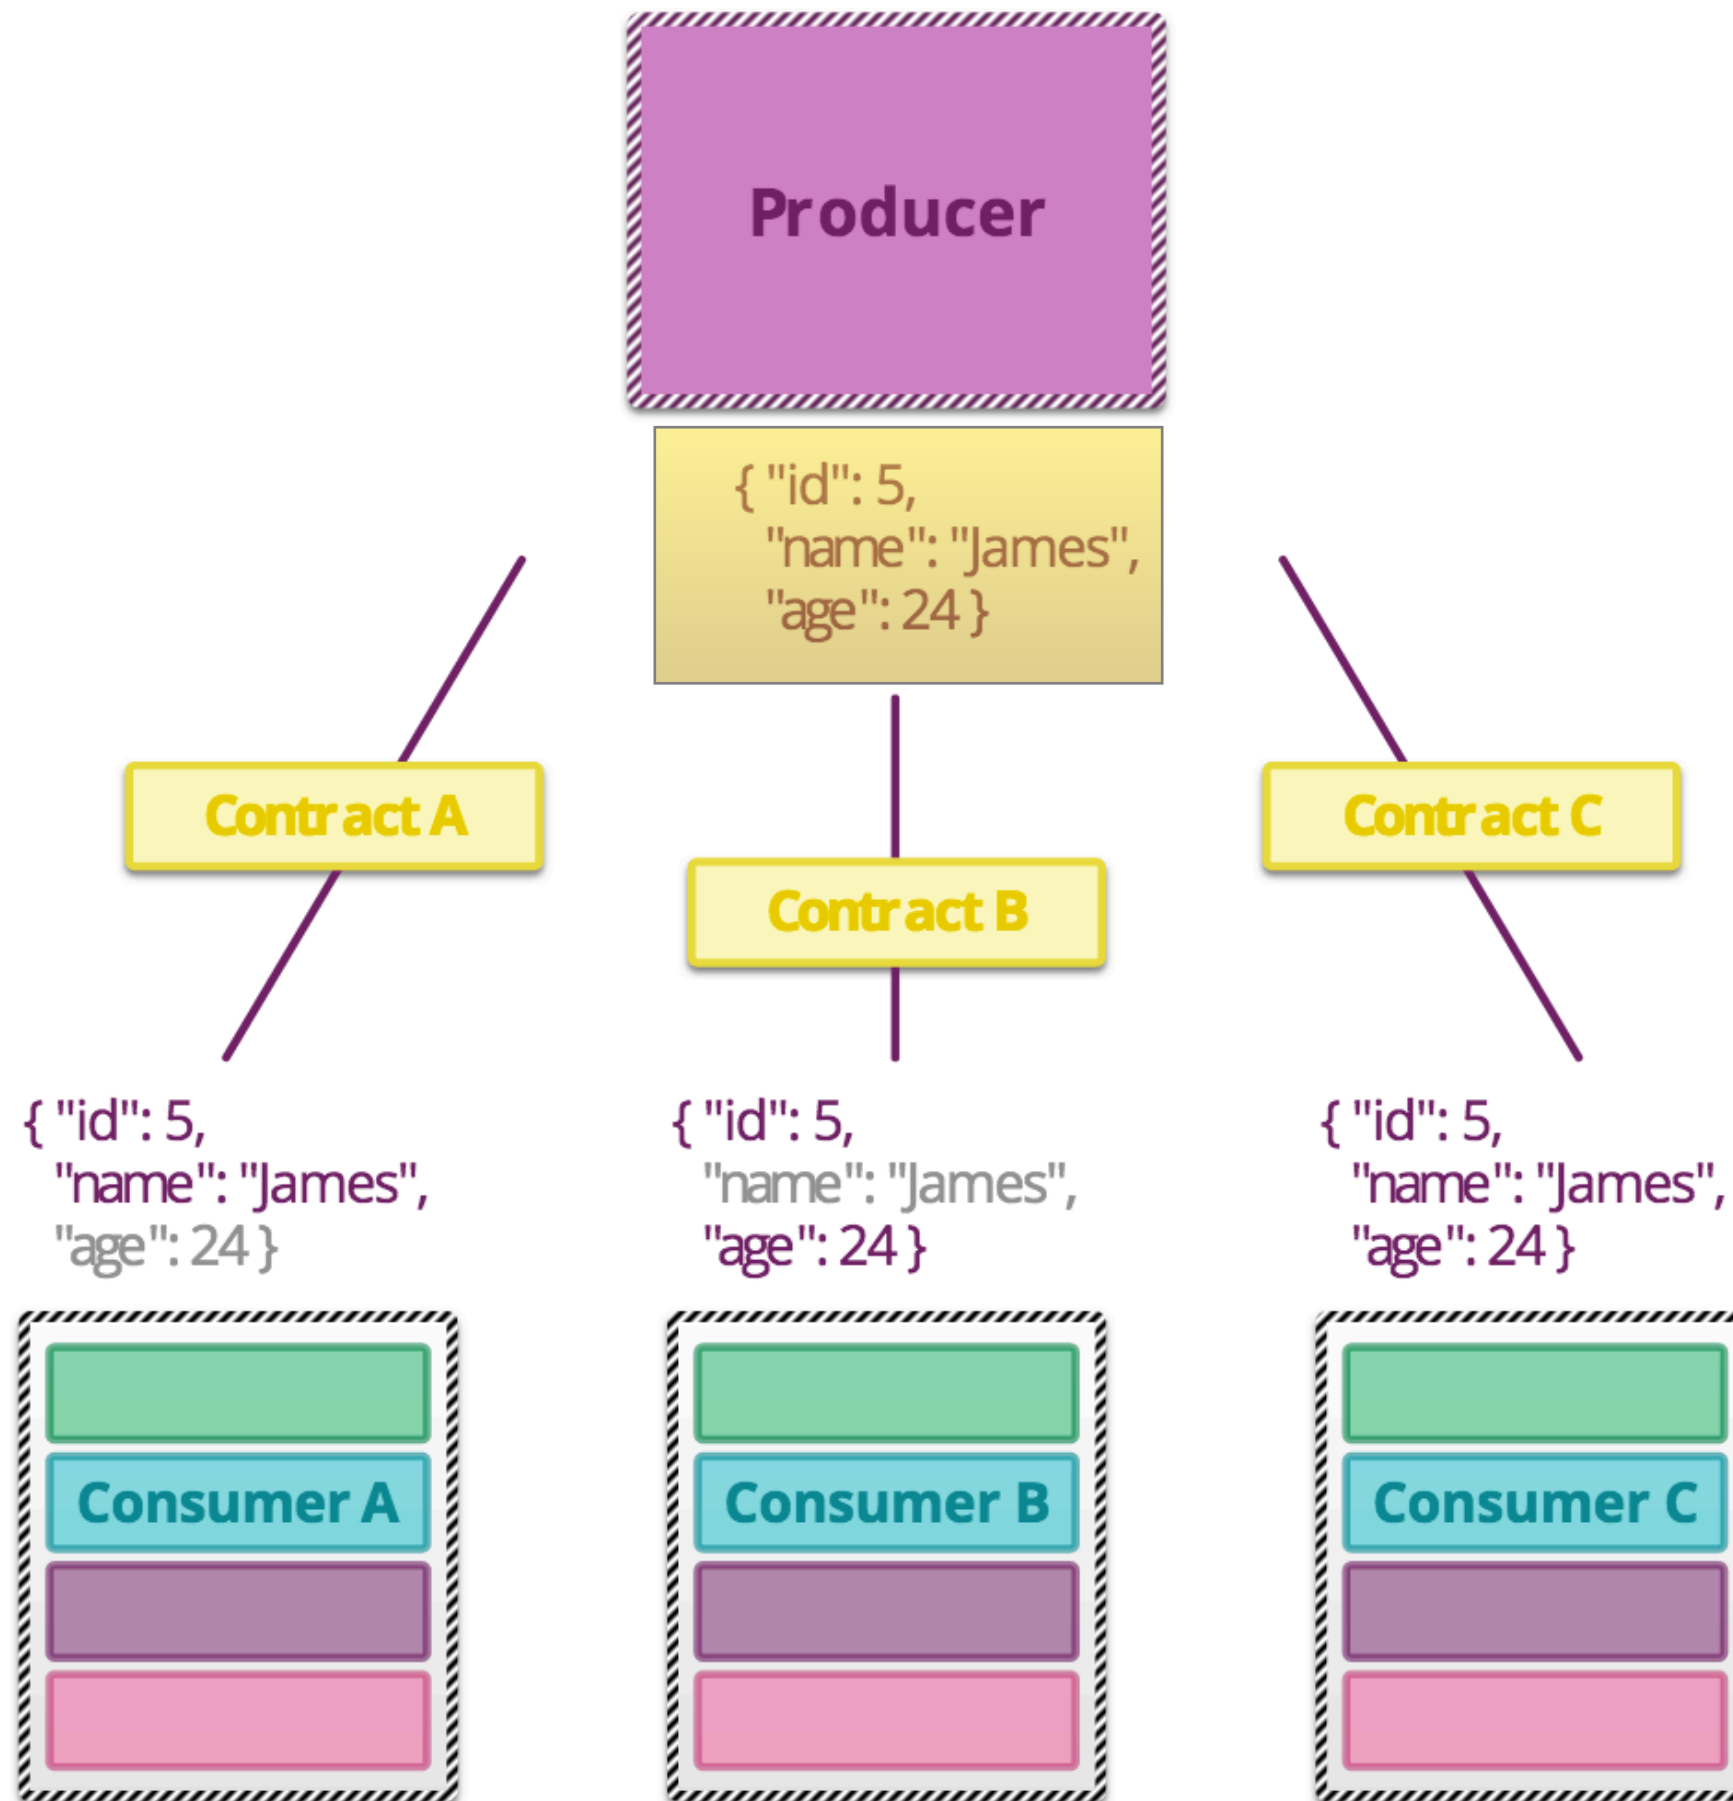 Producer
{ "id": 5,
"name": "James",
"age": 24 }
Contract A
Contract C
Contract B
{ "id": 5,
"name": "James",
"age": 24 }
{ "id": 5,
"name": "James",
"age": 24 }
{ "id": 5,
"name": "James",
"age": 24 }
Consumer A
Consumer B
Consumer C